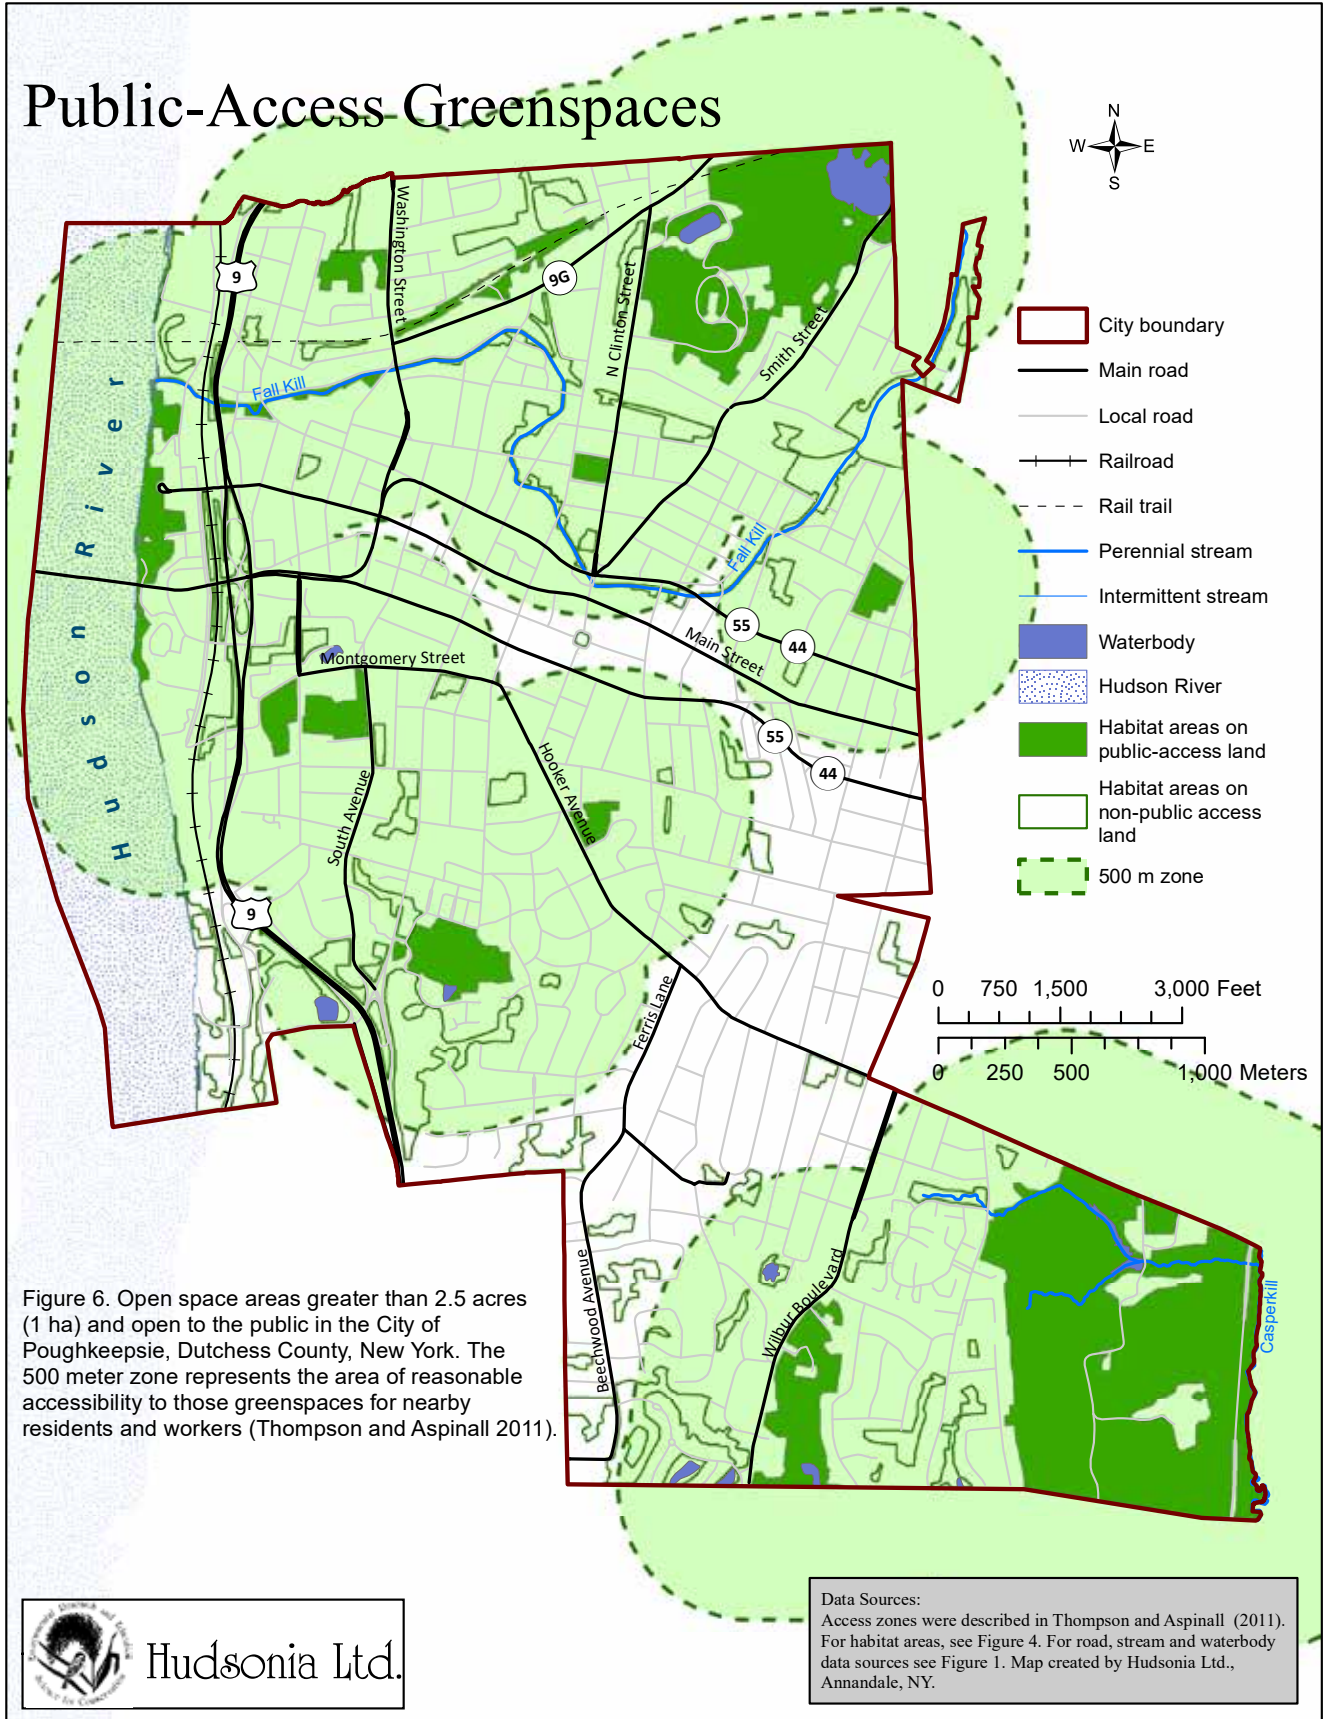 Public-Access Greenspaces
N
W E
S
Washington Street
9
9G
N Clinton Street
Smith Street
Fall Kill
Hudson River
Fall Kill
55
44
Main Street
Montgomery Street
55
44
Hooker Avenue
South Avenue
9
Ferris Lane
Beechwood Avenue
Wilbur Boulevard
Casperkill
City boundary
Main road
Local road
Railroad
Rail trail
Perennial stream
Intermittent stream
Waterbody
Hudson River
Habitat areas on
public-access land
Habitat areas on
non-public access
land
500 m zone
0 750 1,500 3,000 Feet
0 250 500 1,000 Meters
Figure 6. Open space areas greater than 2.5 acres
(1 ha) and open to the public in the City of
Poughkeepsie, Dutchess County, New York. The
500 meter zone represents the area of reasonable
accessibility to those greenspaces for nearby
residents and workers (Thompson and Aspinall 2011).
Hudsonia Ltd.
Data Sources:
Access zones were described in Thompson and Aspinall (2011).
For habitat areas, see Figure 4. For road, stream and waterbody
data sources see Figure 1. Map created by Hudsonia Ltd.,
Annandale, NY.